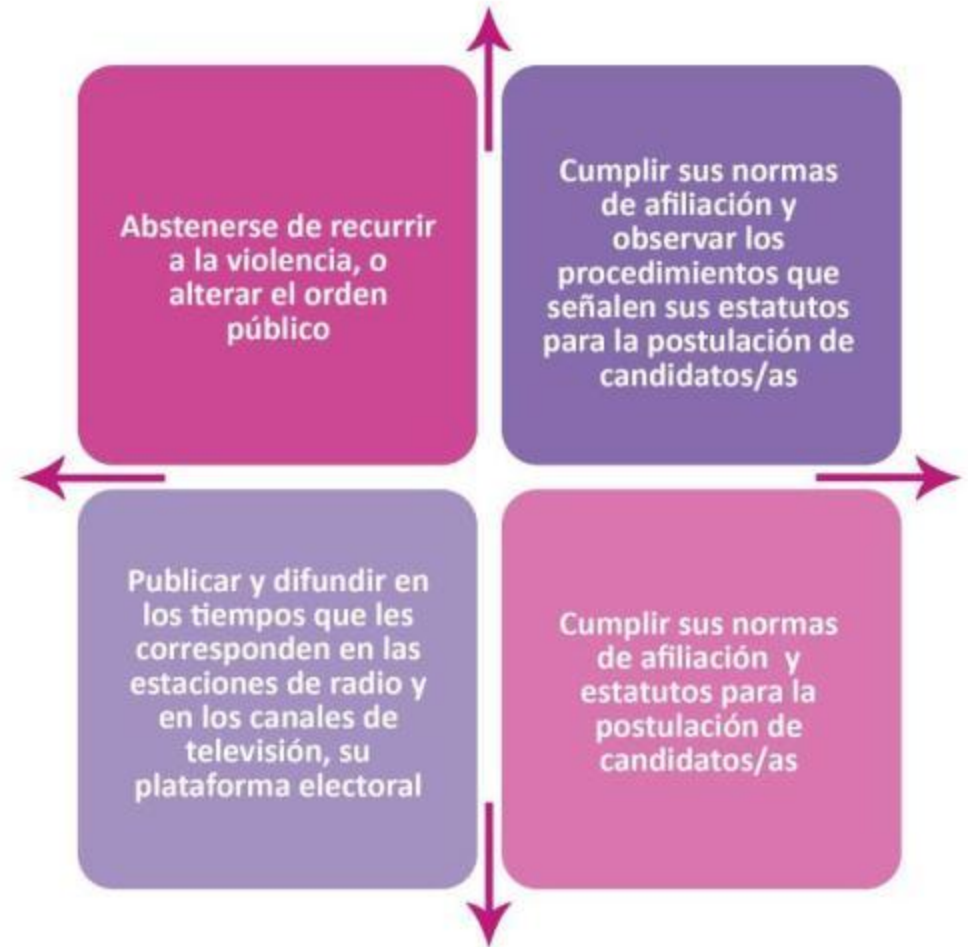 Abstenerse de recurrir
a la violencia, o
alterar el orden
público
Cumplir sus normas
de afiliación y
observar los
procedimientos que
señalen sus estatutos
para la postulación de
candidatos/as
Publicar y difundir en
los tiempos que les
corresponden en las
estaciones de radio y
en los canales de
televisión, su
plataforma electoral
Cumplir sus normas
de afiliación y
estatutos para la
postulación de
candidatos/as